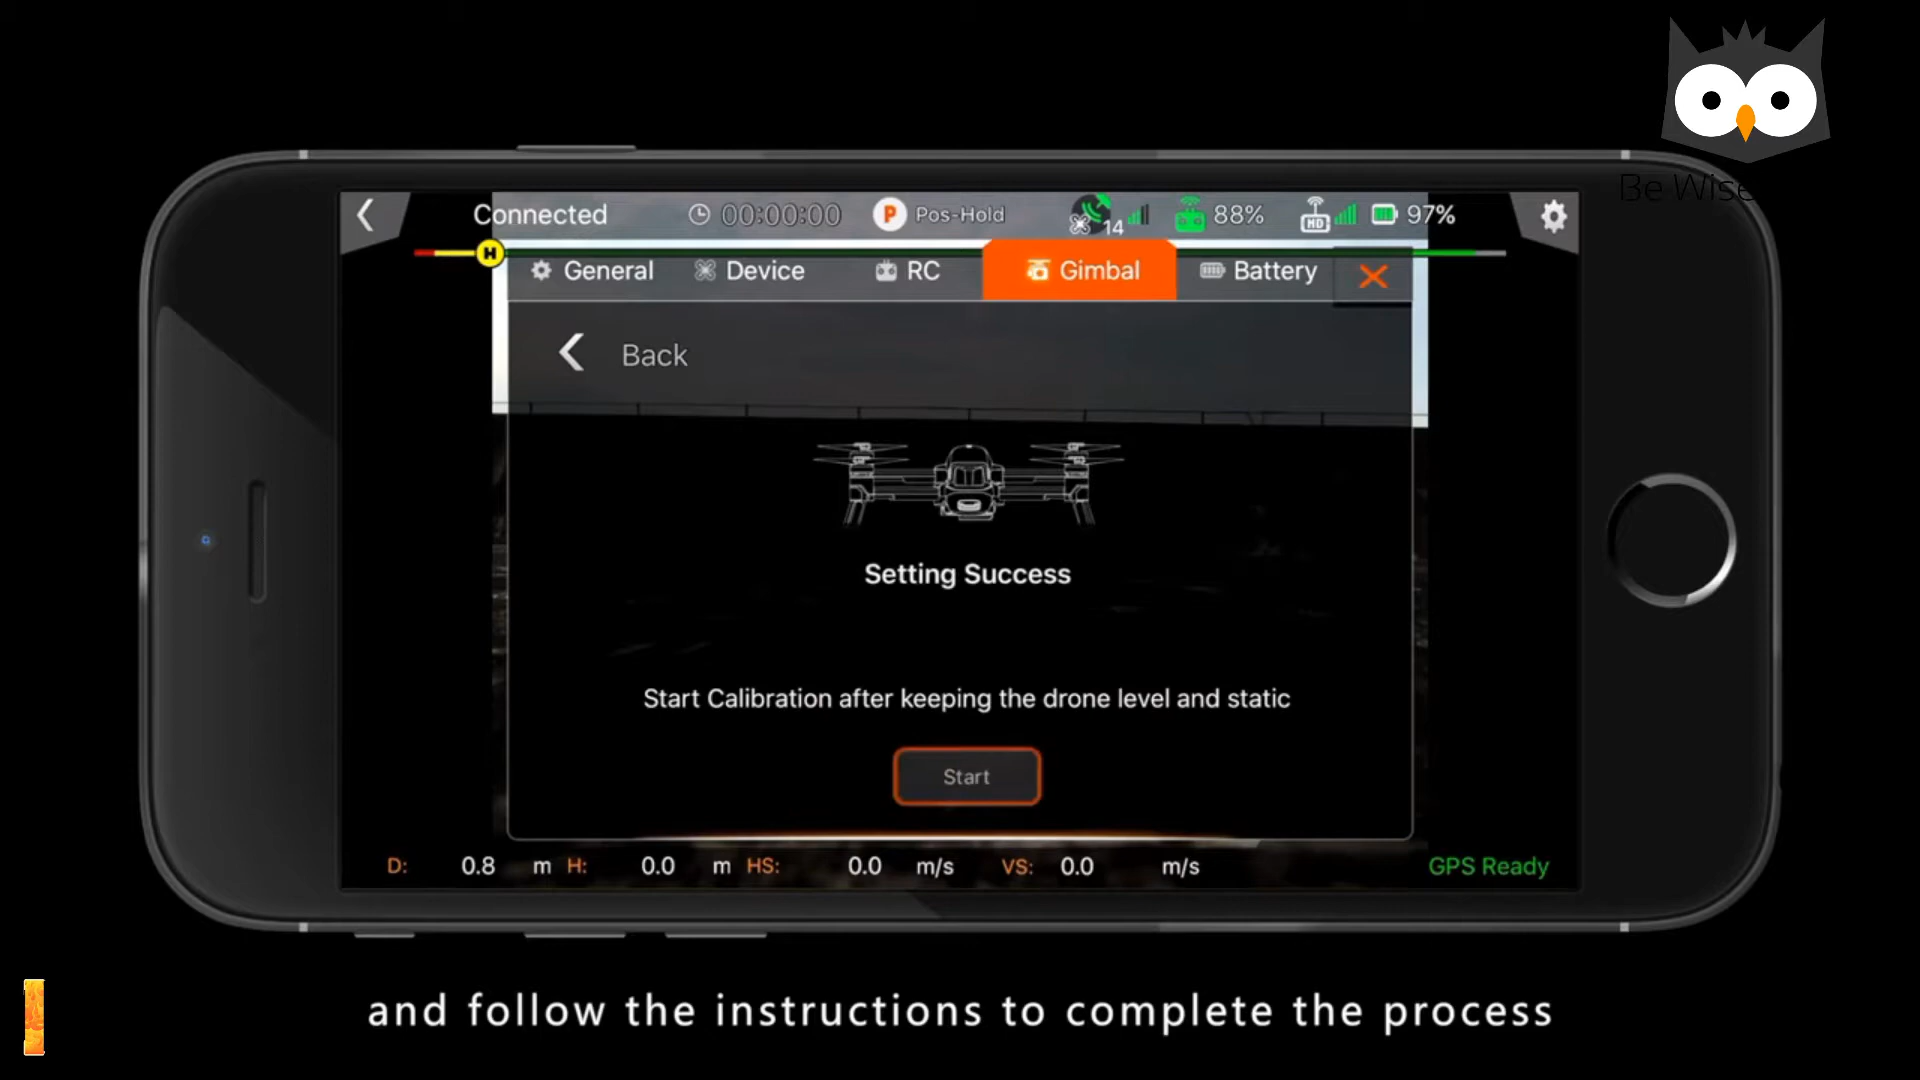 Be Wise
Connected 00:00:00 P Pos-Hold 14 88% HD 97%
H
General Device RC Gimbal Battery
Back
Setting Success
Start Calibration after keeping the drone level and static
Start
D: 0.8 m H: 0.0 m HS: 0.0 m/s VS: 0.0 m/s GPS Ready
and follow the instructions to complete the process